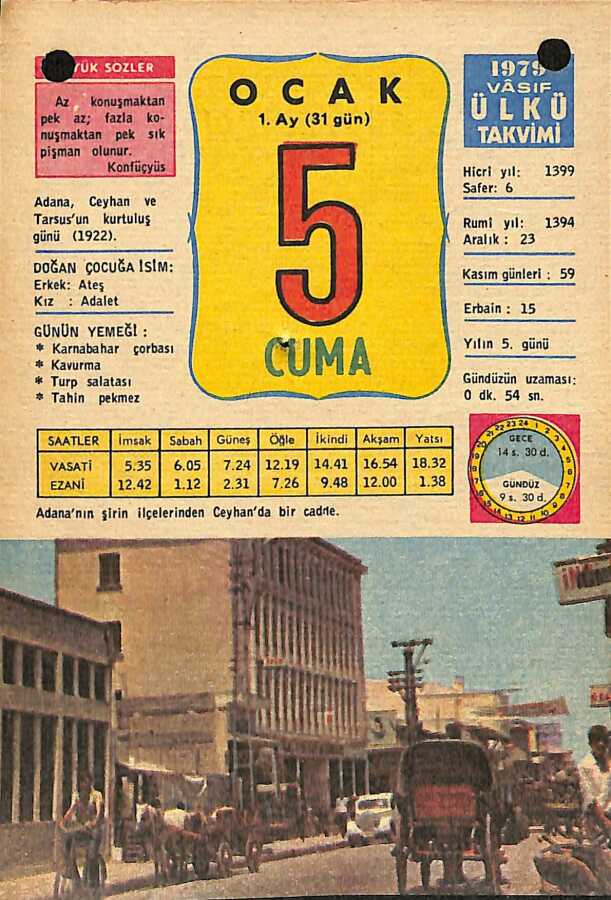 ÜK SÖZLER
Az konuşmaktan
pek az; fazla ko-
nuşmaktan pek sık
pişman olunur.
Konfüçyüs
Adana, Ceyhan ve
Tarsus'un kurtuluş
günü (1922).
DOĞAN ÇOCUĞA İSİM:
Erkek: Ateş
Kız : Adalet
GÜNÜN YEMEĞİ :
* Karnabahar çorbası
* Kavurma
* Turp salatası
* Tahin pekmez
OCAK
1. Ay (31 gün)
5
CUMA
1979
VÂSIF
ÜLKÜ
TAKVİMİ
Hicrî yıl: 1399
Safer: 6
Rumî yıl: 1394
Aralık : 23
Kasım günleri : 59
Erbain : 15
Yılın 5. günü
Gündüzün uzaması:
0 dk. 54 sn.
SAATLER İmsak Sabah Güneş Öğle İkindi Akşam Yatsı
VASATİ 5.35 6.05 7.24 12.19 14.41 16.54 18.32
EZANİ 12.42 1.12 2.31 7.26 9.48 12.00 1.38
GECE
14 s. 30 d.
GÜNDÜZ
9 s. 30 d.
Adana'nın şirin ilçelerinden Ceyhan'da bir cadde.